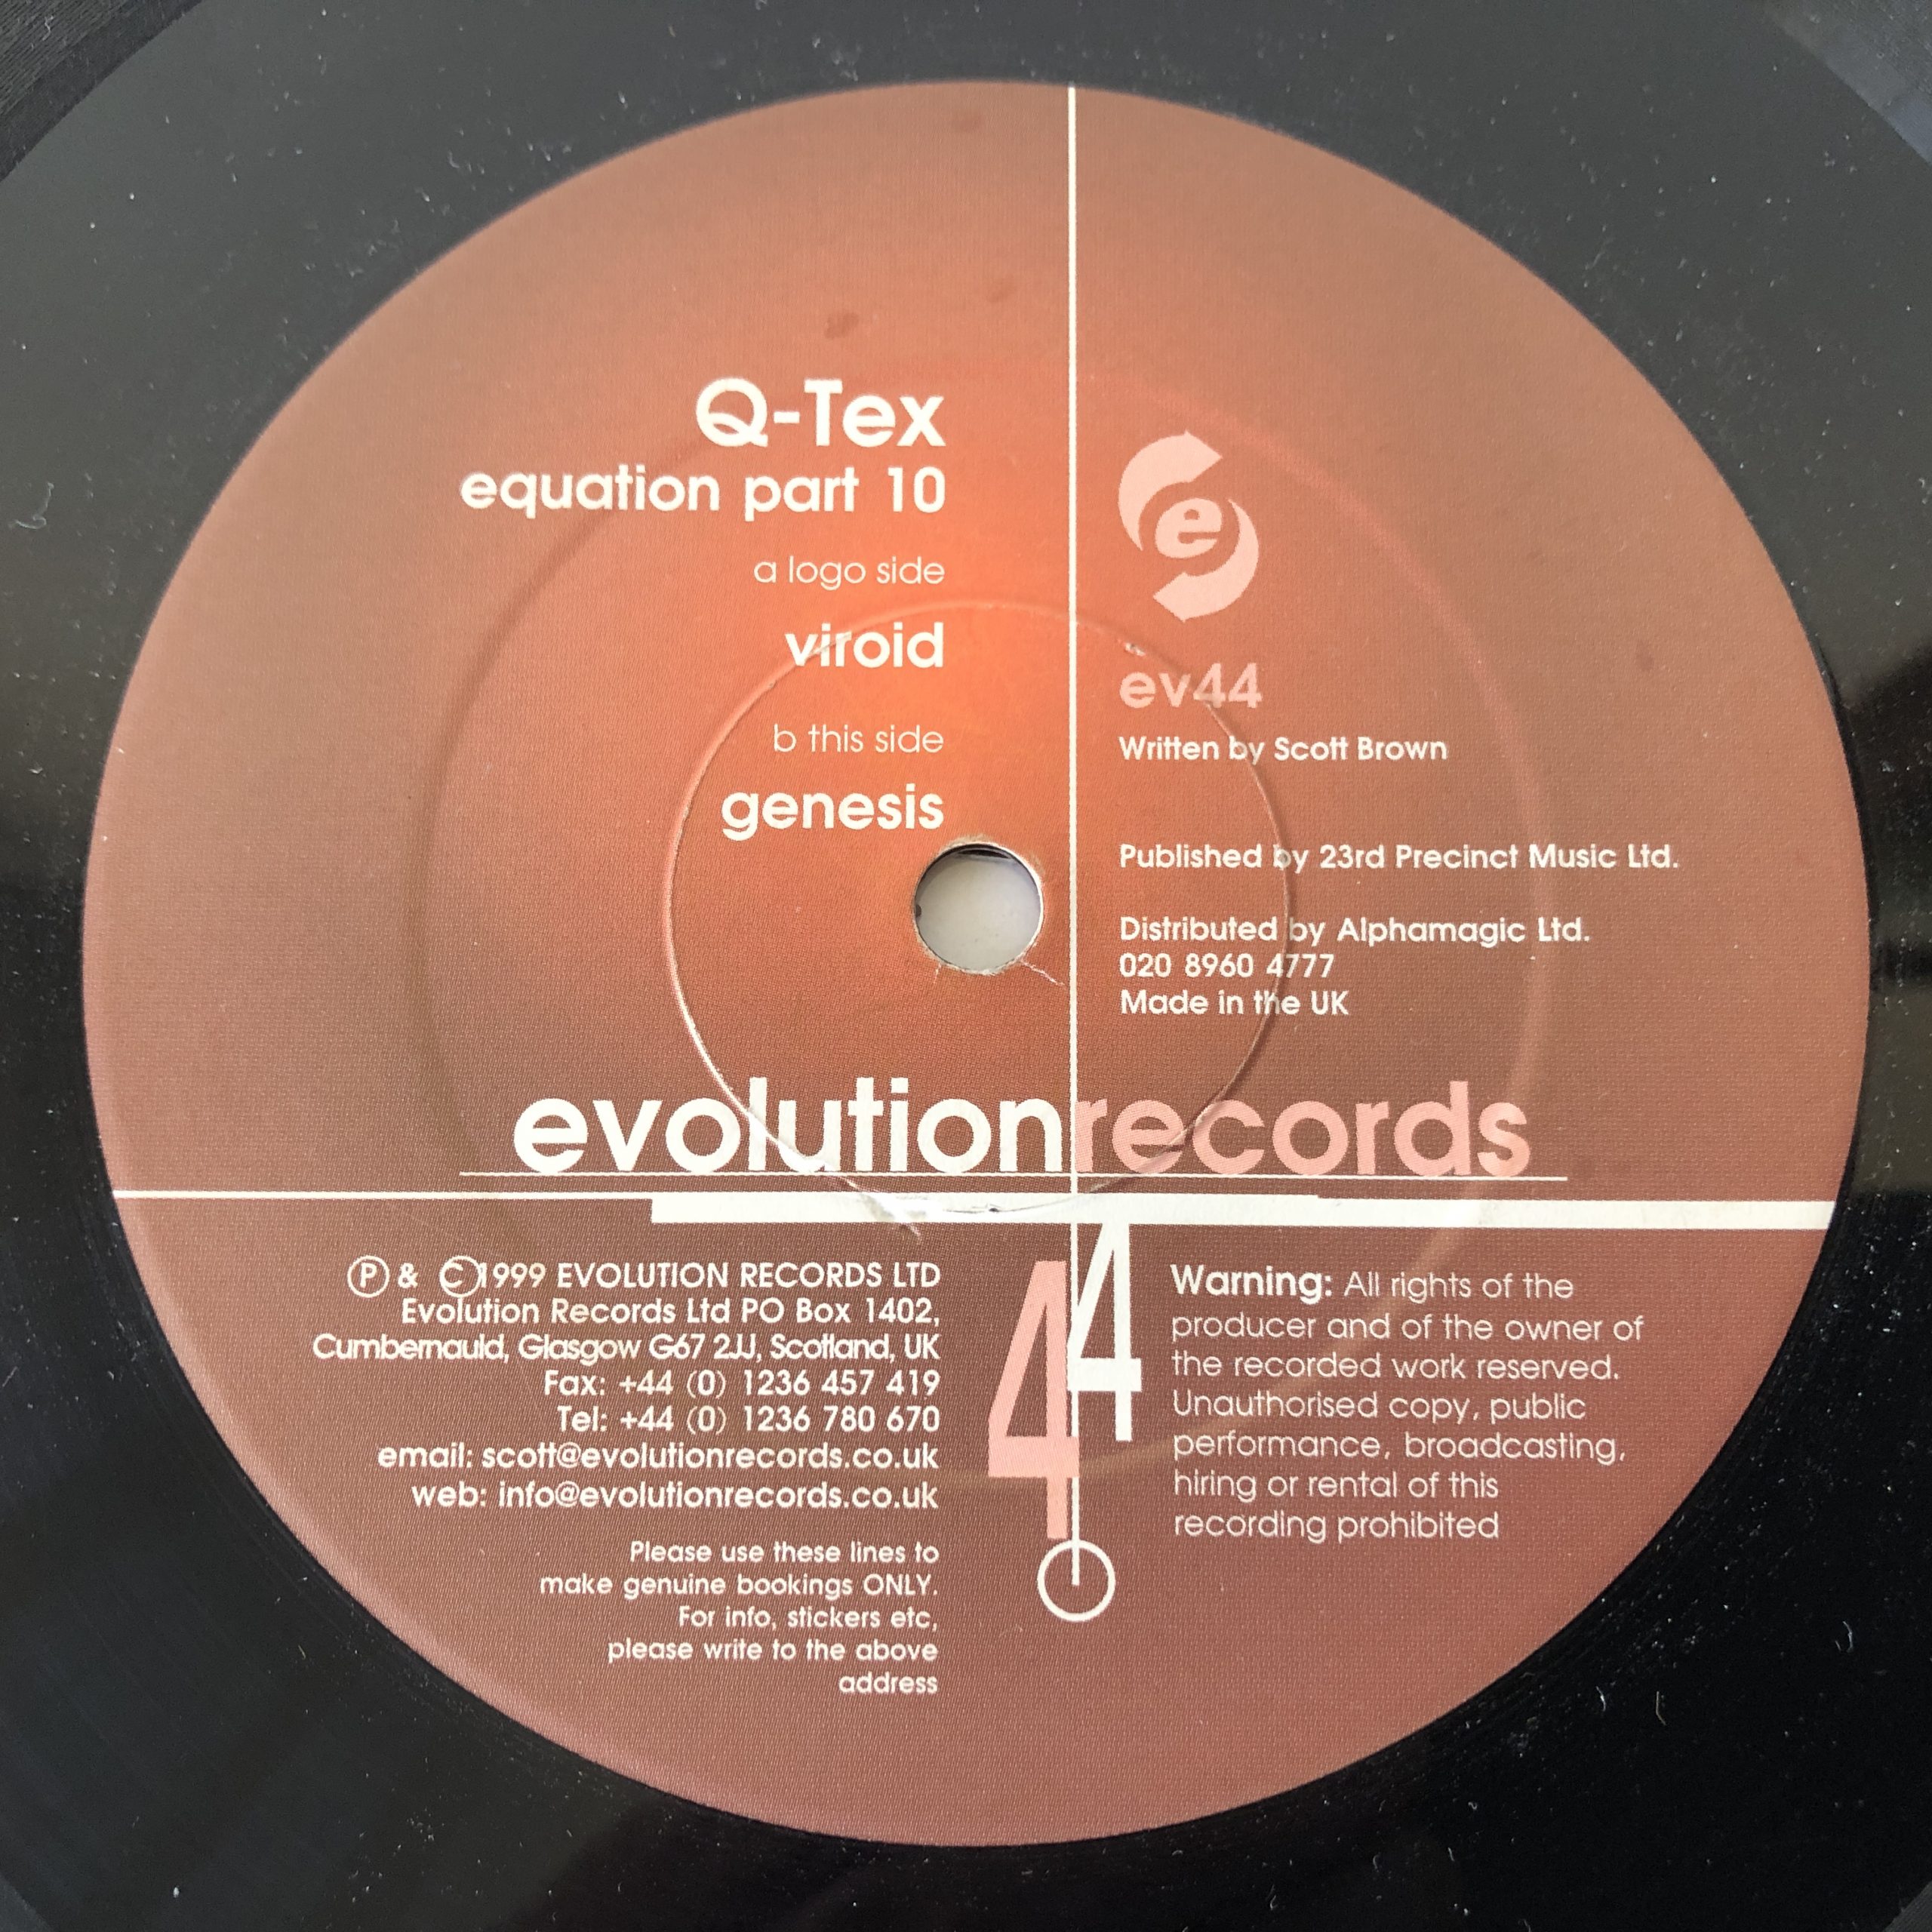 Q-Tex
equation part 10
a logo side
viroid
b this side
genesis
e
ev44
Written by Scott Brown
Published by 23rd Precinct Music Ltd.
Distributed by Alphamagic Ltd.
020 8960 4777
Made in the UK
evolutionrecords
44
Ⓟ & ©1999 EVOLUTION RECORDS LTD
Evolution Records Ltd PO Box 1402,
Cumbernauld, Glasgow G67 2JJ, Scotland, UK
Fax: +44 (0) 1236 457 419
Tel: +44 (0) 1236 780 670
email: scott@evolutionrecords.co.uk
web: info@evolutionrecords.co.uk
Please use these lines to
make genuine bookings ONLY.
For info, stickers etc,
please write to the above
address
Warning: All rights of the
producer and of the owner of
the recorded work reserved.
Unauthorised copy, public
performance, broadcasting,
hiring or rental of this
recording prohibited